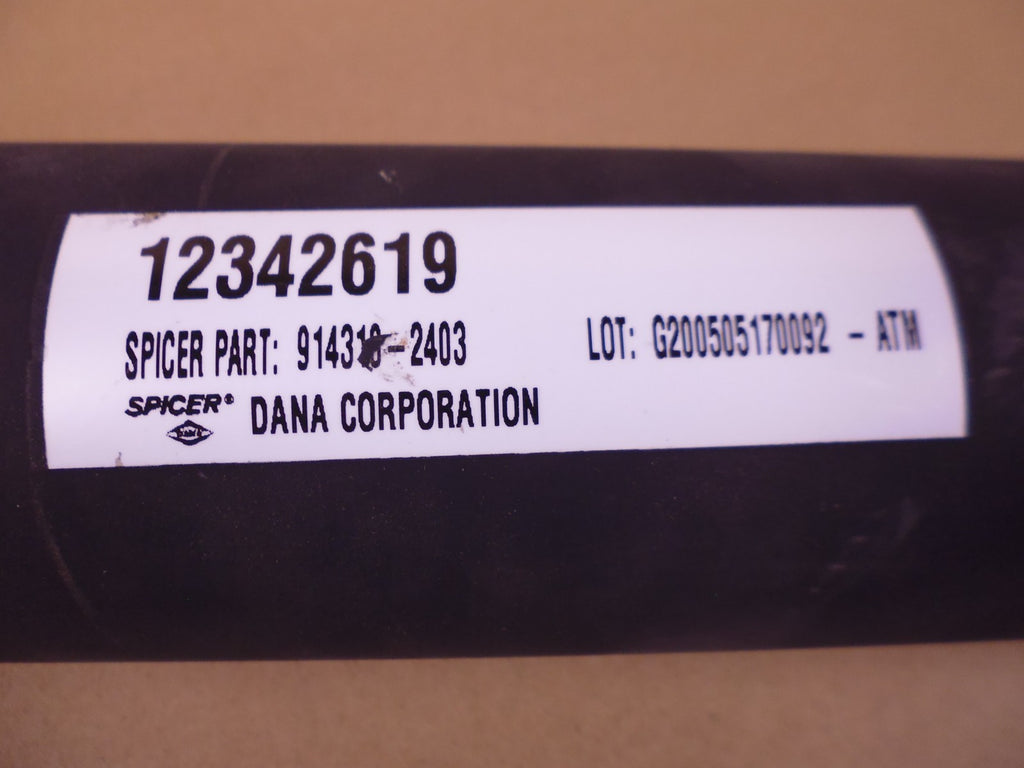 12342619
SPICER PART:
LOT: G200505170092 - ATM
SPICER® DANA CORPORATION